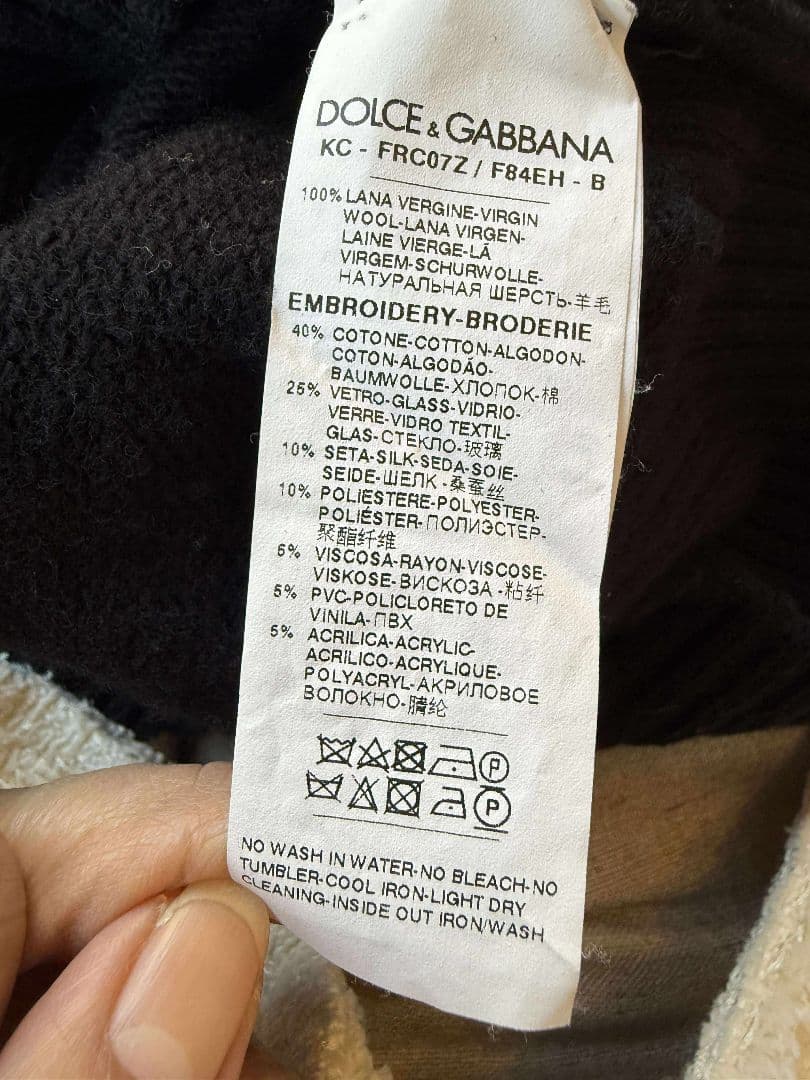 DOLCE & GABBANA
KC - FRC07Z / F84EH - B
100% LANA VERGINE-VIRGIN
WOOL-LANA VIRGEN-
LAINE VIERGE-LÃ
VIRGEM-SCHURWOLLE-
НАТУРАЛЬНАЯ ШЕРСТЬ-羊毛
EMBROIDERY-BRODERIE
40% COTONE-COTTON-ALGODON-
COTON-ALGODÃO-
BAUMWOLLE-ХЛОПОК-棉
25% VETRO-GLASS-VIDRIO-
VERRE-VIDRO TEXTIL-
GLAS-СТЕКЛО-玻璃
10% SETA-SILK-SEDA-SOIE-
SEIDE-ШЕЛК-桑蚕丝
10% POLIESTERE-POLYESTER-
POLIÉSTER-ПОЛИЭСТЕР-
聚酯纤维
5% VISCOSA-RAYON-VISCOSE-
VISKOSE-ВИСКОЗА-粘纤
5% PVC-POLICLORETO DE
VINILA-ПВХ
5% ACRILICA-ACRYLIC-
ACRILICO-ACRYLIQUE-
POLYACRYL-АКРИЛОВОЕ
ВОЛОКНО-腈纶
P
P
NO WASH IN WATER-NO BLEACH-NO
TUMBLER-COOL IRON-LIGHT DRY
CLEANING-INSIDE OUT IRON/WASH